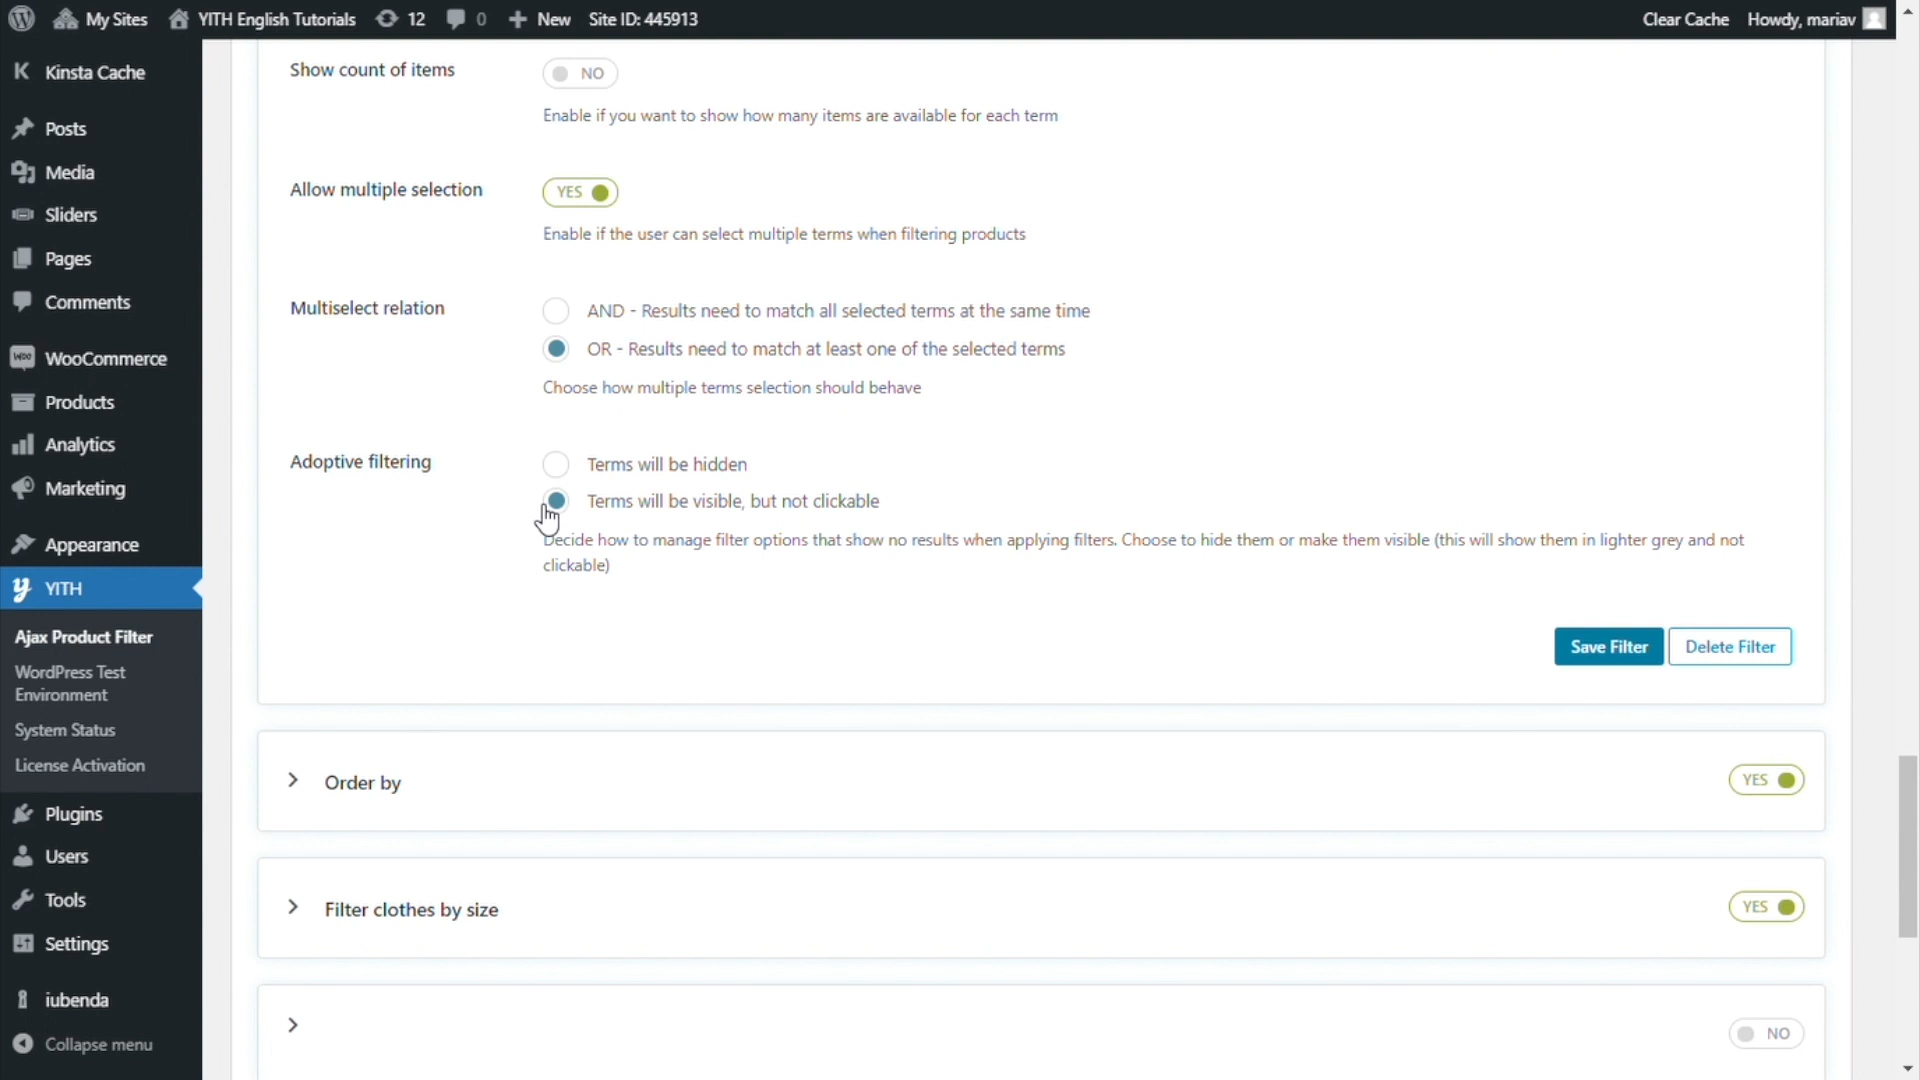 My Sites YITH English Tutorials 12 0 New Site ID: 445913 Clear Cache Howdy, mariav
Kinsta Cache
Posts
Media
Sliders
Pages
Comments
WooCommerce
Products
Analytics
Marketing
Appearance
YITH
Ajax Product Filter
WordPress Test
Environment
System Status
License Activation
Plugins
Users
Tools
Settings
iubenda
Collapse menu
Show count of items NO
Enable if you want to show how many items are available for each term
Allow multiple selection YES
Enable if the user can select multiple terms when filtering products
Multiselect relation AND - Results need to match all selected terms at the same time
OR - Results need to match at least one of the selected terms
Choose how multiple terms selection should behave
Adoptive filtering Terms will be hidden
Terms will be visible, but not clickable
Decide how to manage filter options that show no results when applying filters. Choose to hide them or make them visible (this will show them in lighter grey and not
clickable)
Save Filter Delete Filter
Order by YES
Filter clothes by size YES
NO